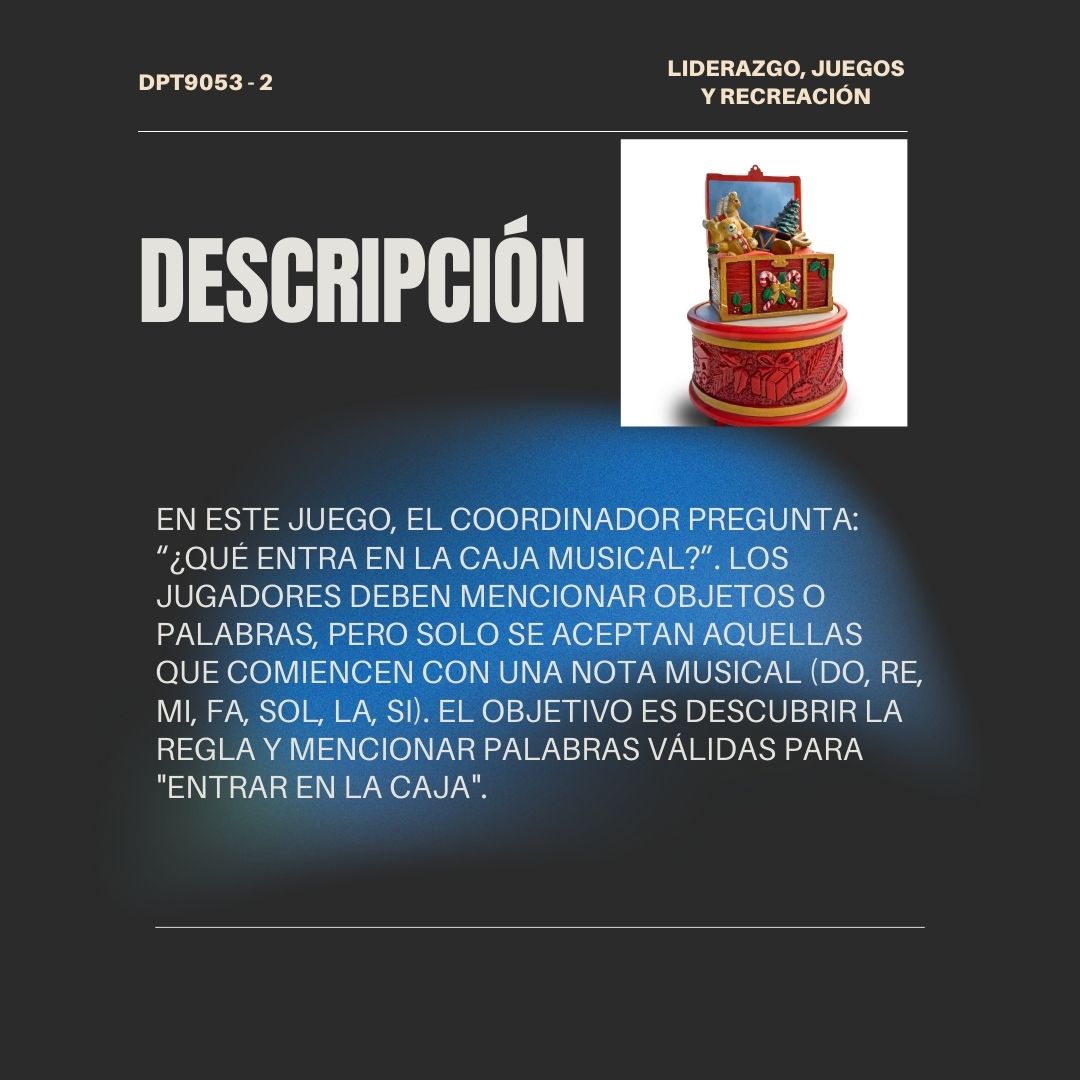 DPT9053 - 2
LIDERAZGO, JUEGOS
Y RECREACIÓN
DESCRIPCIÓN
EN ESTE JUEGO, EL COORDINADOR PREGUNTA:
“¿QUÉ ENTRA EN LA CAJA MUSICAL?”. LOS
JUGADORES DEBEN MENCIONAR OBJETOS O
PALABRAS, PERO SOLO SE ACEPTAN AQUELLAS
QUE COMIENCEN CON UNA NOTA MUSICAL (DO, RE,
MI, FA, SOL, LA, SI). EL OBJETIVO ES DESCUBRIR LA
REGLA Y MENCIONAR PALABRAS VÁLIDAS PARA
"ENTRAR EN LA CAJA".